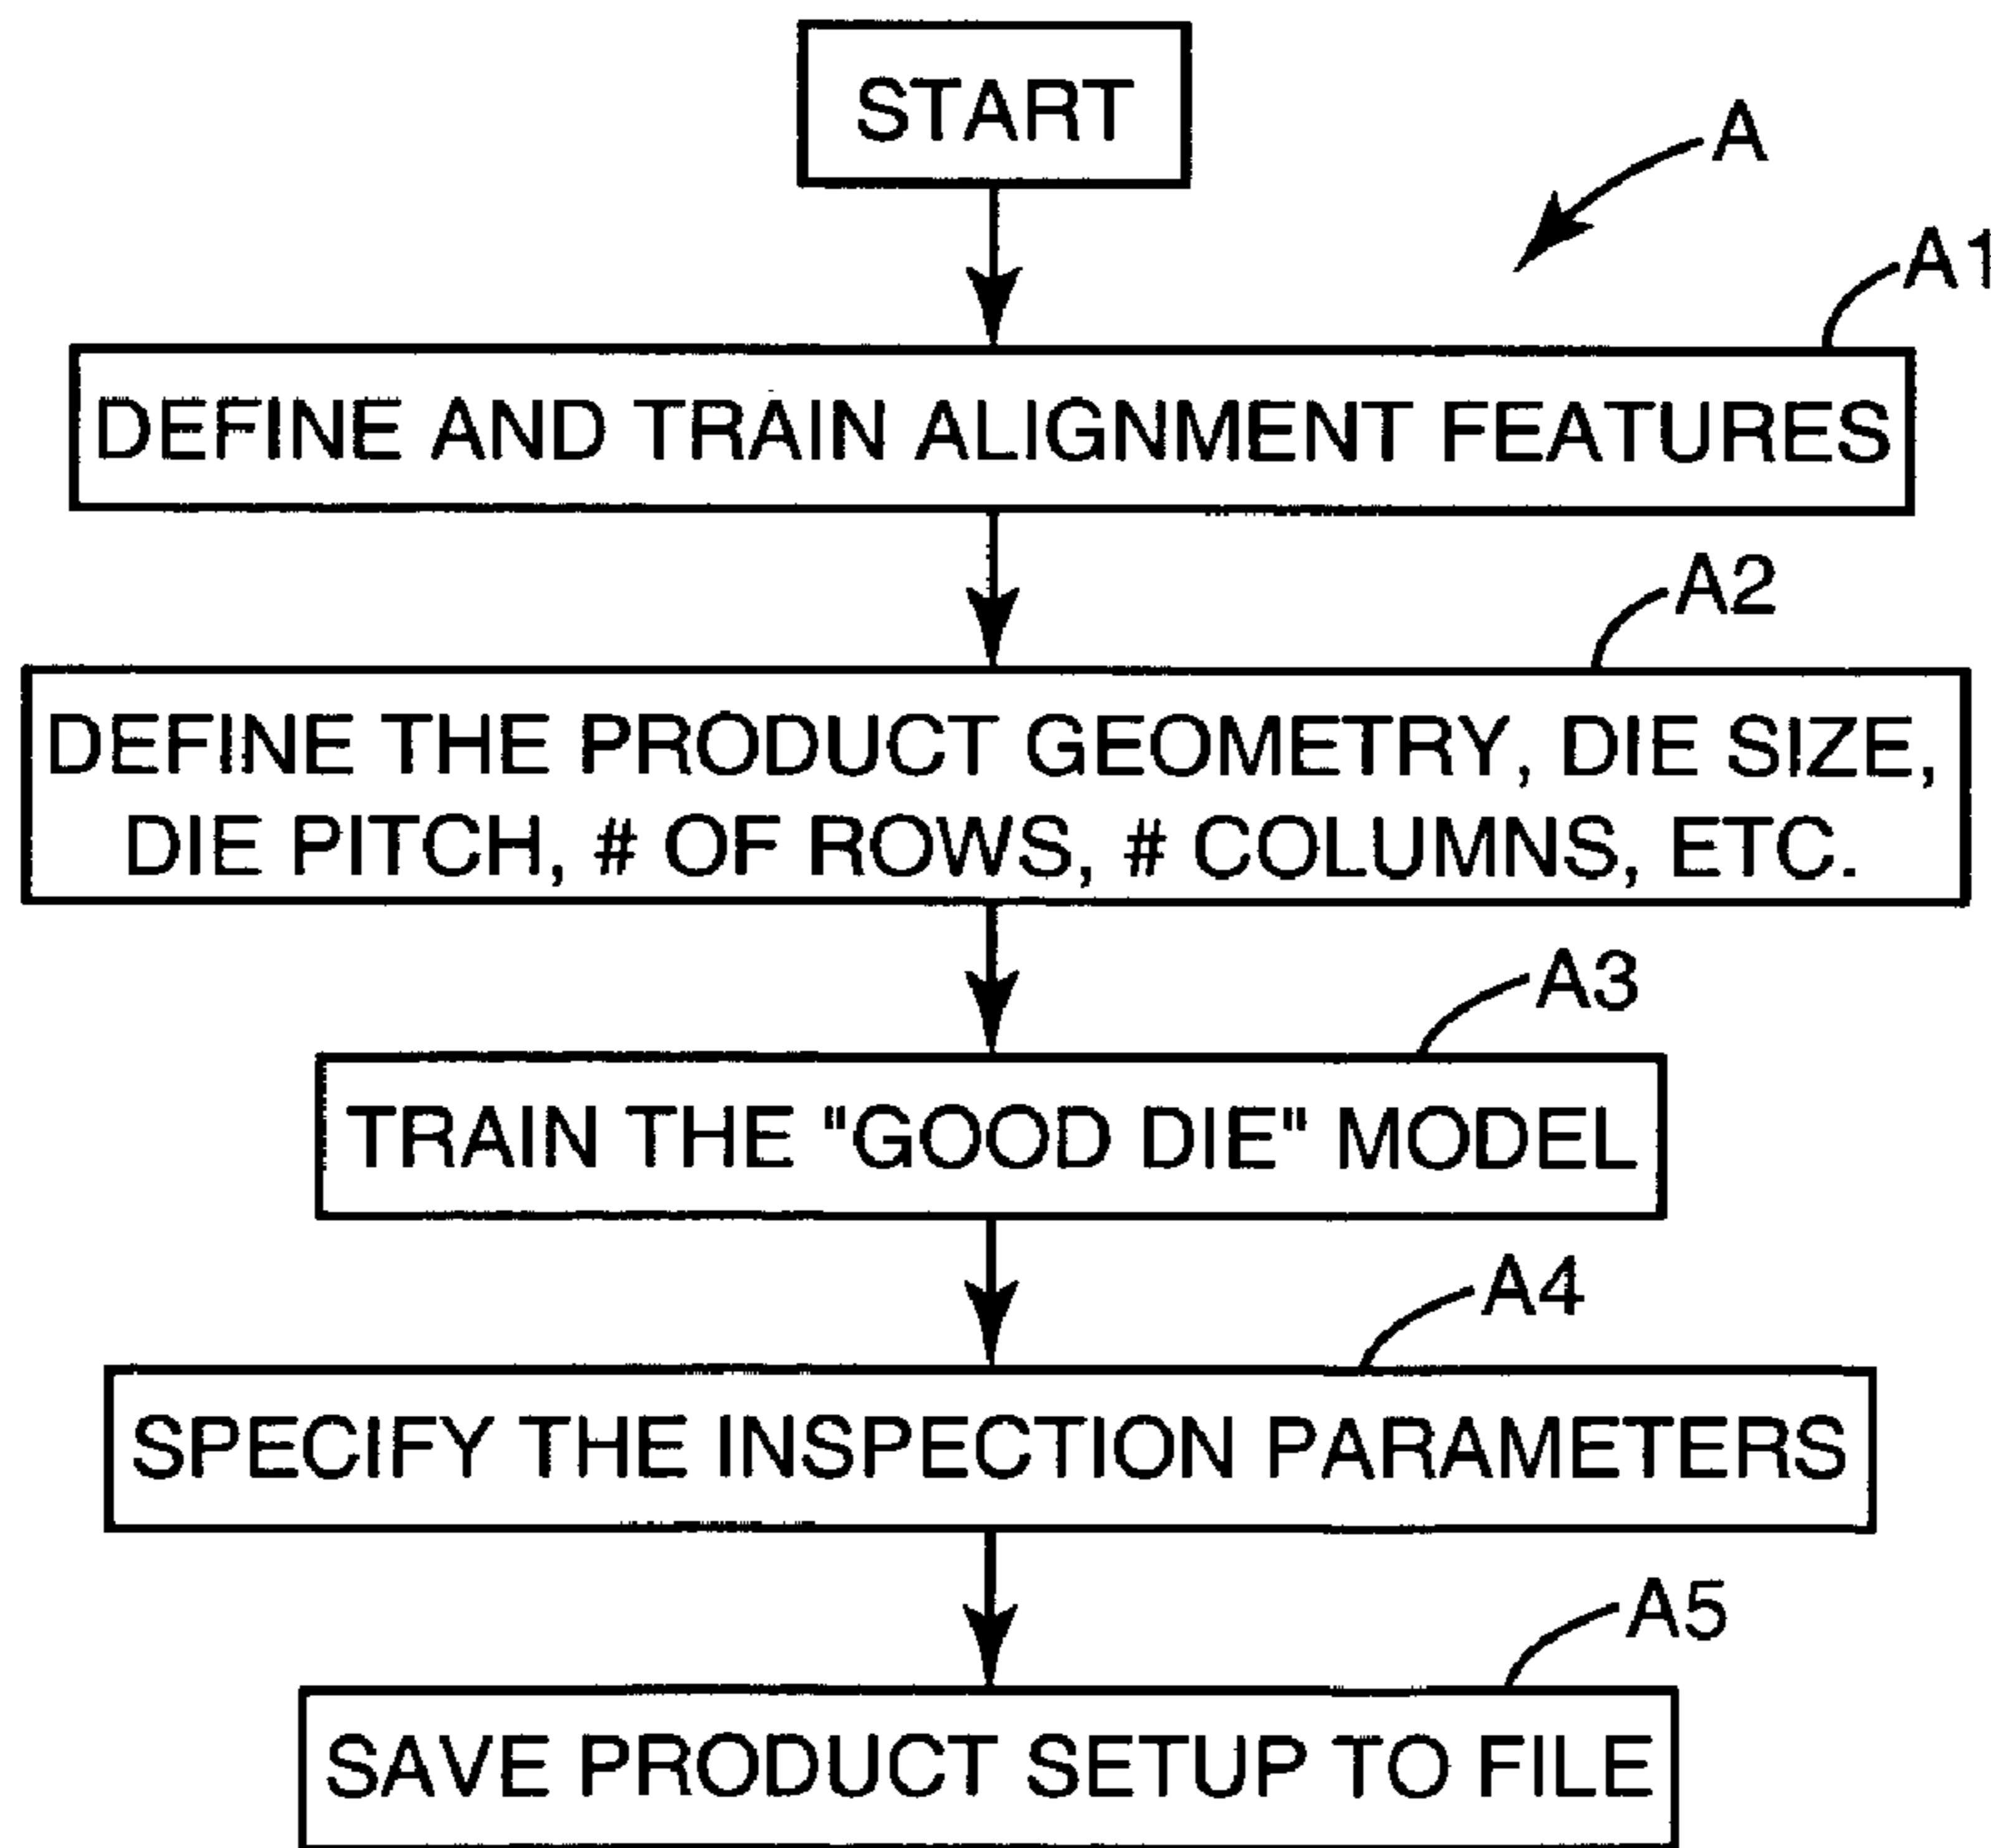 START
A
A1
DEFINE AND TRAIN ALIGNMENT FEATURES
A2
DEFINE THE PRODUCT GEOMETRY, DIE SIZE,
DIE PITCH, # OF ROWS, # COLUMNS, ETC.
A3
TRAIN THE "GOOD DIE" MODEL
A4
SPECIFY THE INSPECTION PARAMETERS
A5
SAVE PRODUCT SETUP TO FILE